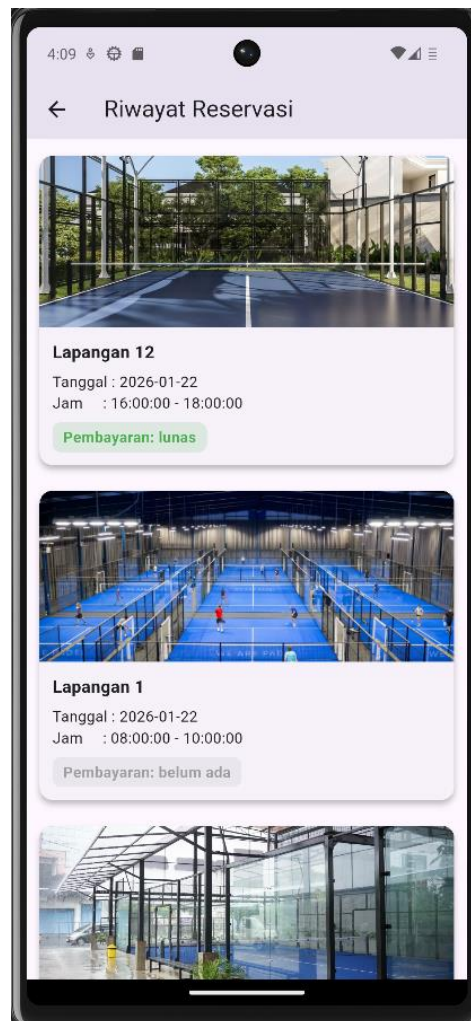 4:09
Riwayat Reservasi
Lapangan 12
Tanggal : 2026-01-22
Jam : 16:00:00 - 18:00:00
Pembayaran: lunas
Lapangan 1
Tanggal : 2026-01-22
Jam : 08:00:00 - 10:00:00
Pembayaran: belum ada